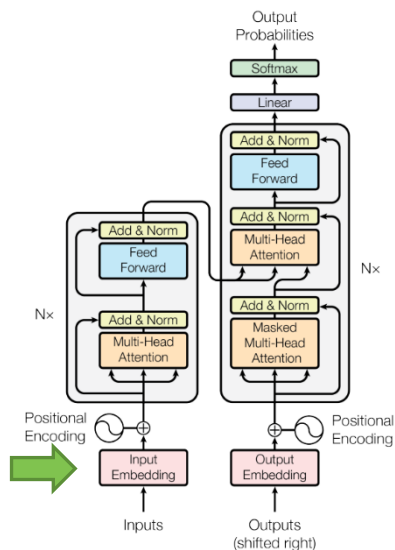 Output
Probabilities
Softmax
Linear
Add & Norm
Feed
Forward
Add & Norm
Multi-Head
Attention
Add & Norm
Masked
Multi-Head
Attention
N×
Positional
Encoding
Output
Embedding
Outputs
(shifted right)
Add & Norm
Feed
Forward
Add & Norm
Multi-Head
Attention
N×
Positional
Encoding
Input
Embedding
Inputs